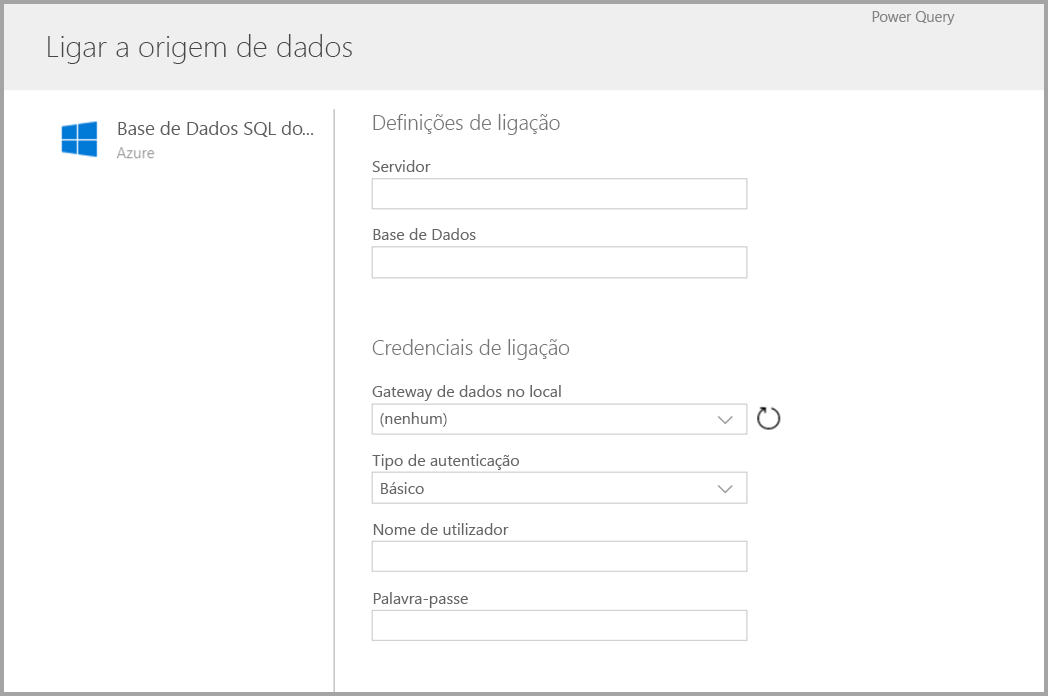 Power Query
Ligar a origem de dados
Base de Dados SQL do...
Azure
Definições de ligação
Servidor
Base de Dados
Credenciais de ligação
Gateway de dados no local
(nenhum)
Tipo de autenticação
Básico
Nome de utilizador
Palavra-passe